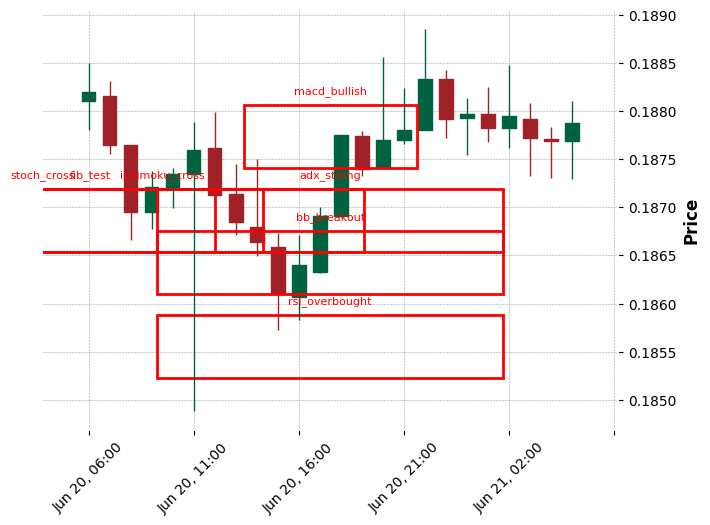 0.1890
0.1885
macd_bullish
0.1880
0.1875
stoch_cross
fib_test
ichimoku_cross
adx_strong
0.1870
bb_breakout
Price
0.1865
rsi_overbought
0.1860
0.1855
0.1850
Jun 20, 06:00
Jun 20, 11:00
Jun 20, 16:00
Jun 20, 21:00
Jun 21, 02:00